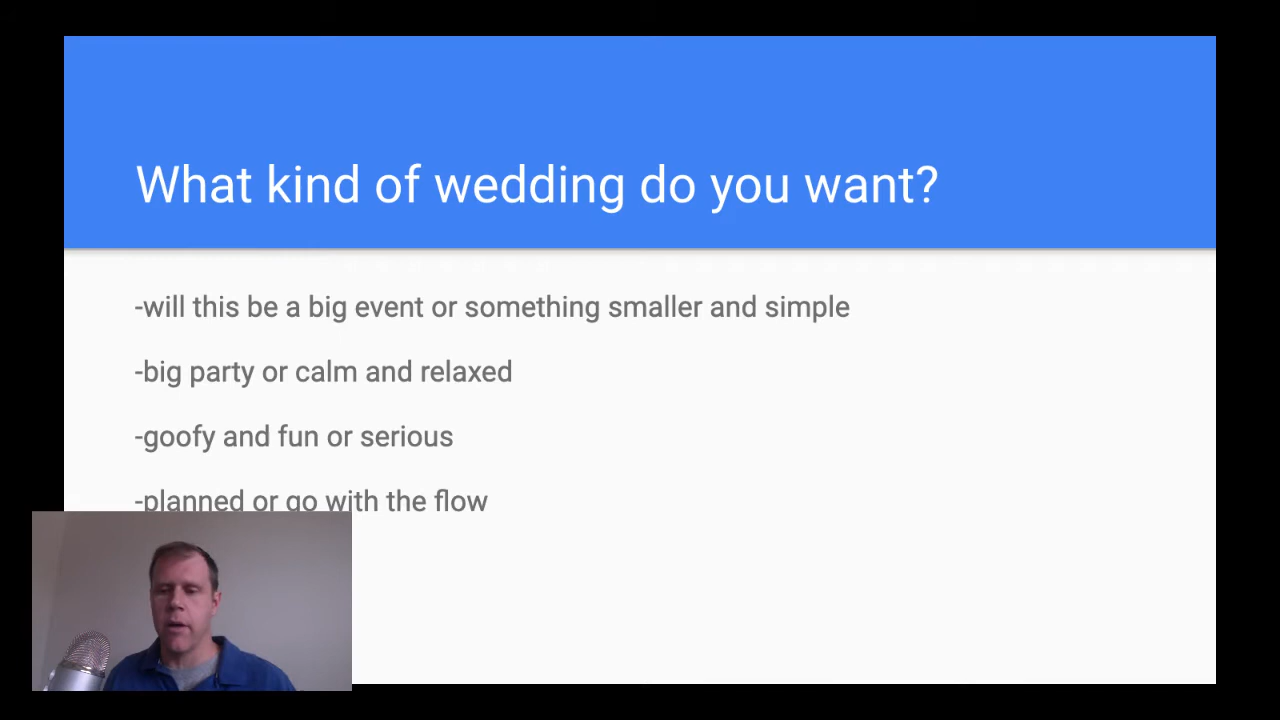 What kind of wedding do you want?
-will this be a big event or something smaller and simple
-big party or calm and relaxed
-goofy and fun or serious
-planned or go with the flow